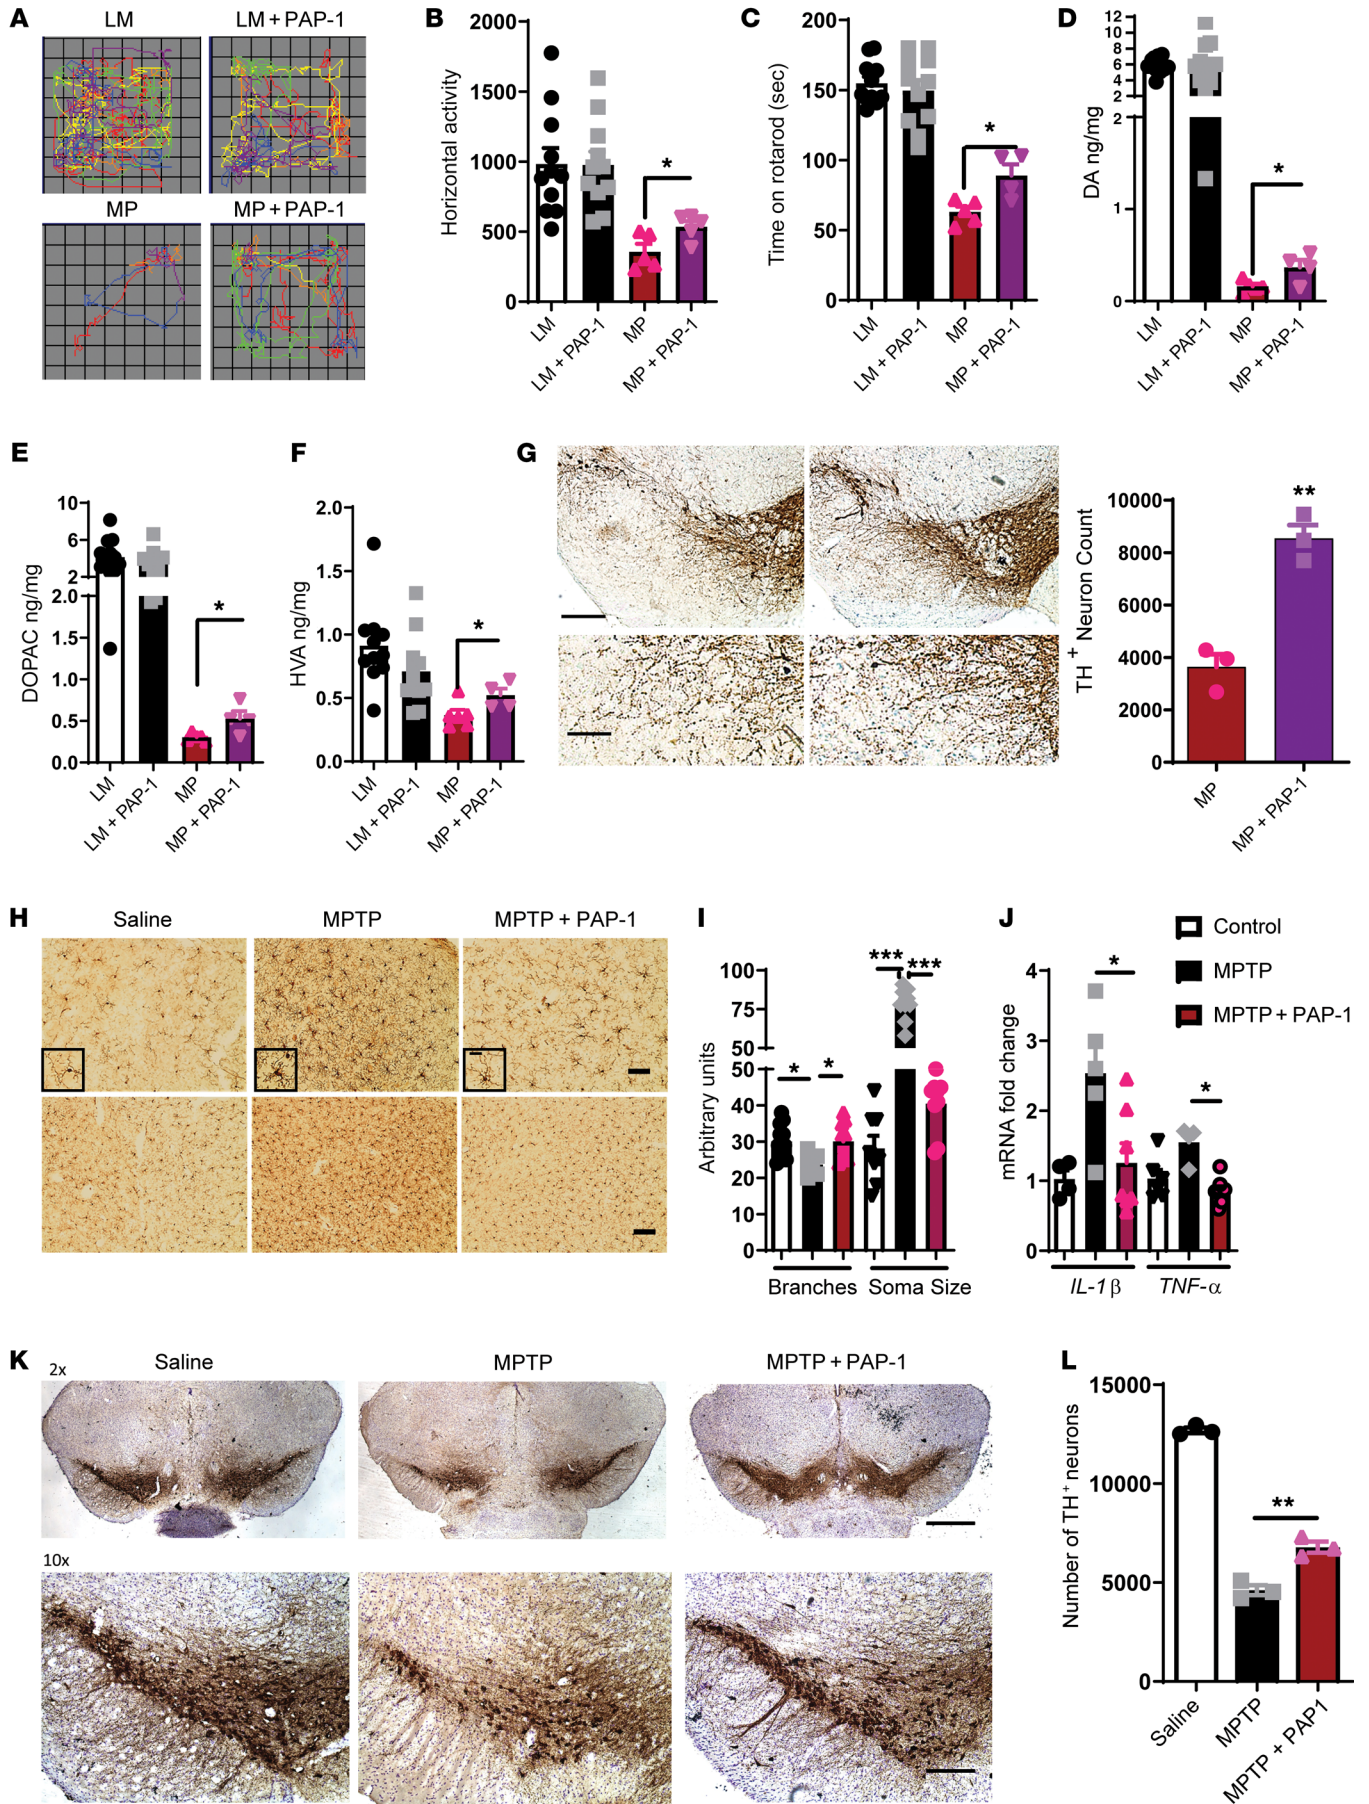 A
LM
LM + PAP-1
MP
MP + PAP-1
B
Horizontal activity
2000
1500
1000
500
0
*
LM
LM + PAP-1
MP
MP + PAP-1
C
Time on rotarod (sec)
200
150
100
50
0
*
LM
LM + PAP-1
MP
MP + PAP-1
D
DA ng/mg
12
10
8
6
4
2
2
1
0
*
LM
LM + PAP-1
MP
MP + PAP-1
E
DOPAC ng/mg
10
6
2
2.0
1.5
1.0
0.5
0.0
*
LM
LM + PAP-1
MP
MP + PAP-1
F
HVA ng/mg
2.0
1.5
1.0
0.5
0.0
*
LM
LM + PAP-1
MP
MP + PAP-1
G
TH+ Neuron Count
10000
8000
6000
4000
2000
0
**
MP
MP + PAP-1
H
Saline
MPTP
MPTP + PAP-1
I
Arbitrary units
100
75
50
50
40
30
20
10
0
*
*
***
***
Branches
Soma Size
J
mRNA fold change
4
3
2
1
0
*
*
IL-1β
TNF-α
Control
MPTP
MPTP + PAP-1
K
2x
Saline
MPTP
MPTP + PAP-1
10x
L
Number of TH+ neurons
15000
10000
5000
0
**
Saline
MPTP
MPTP + PAP1